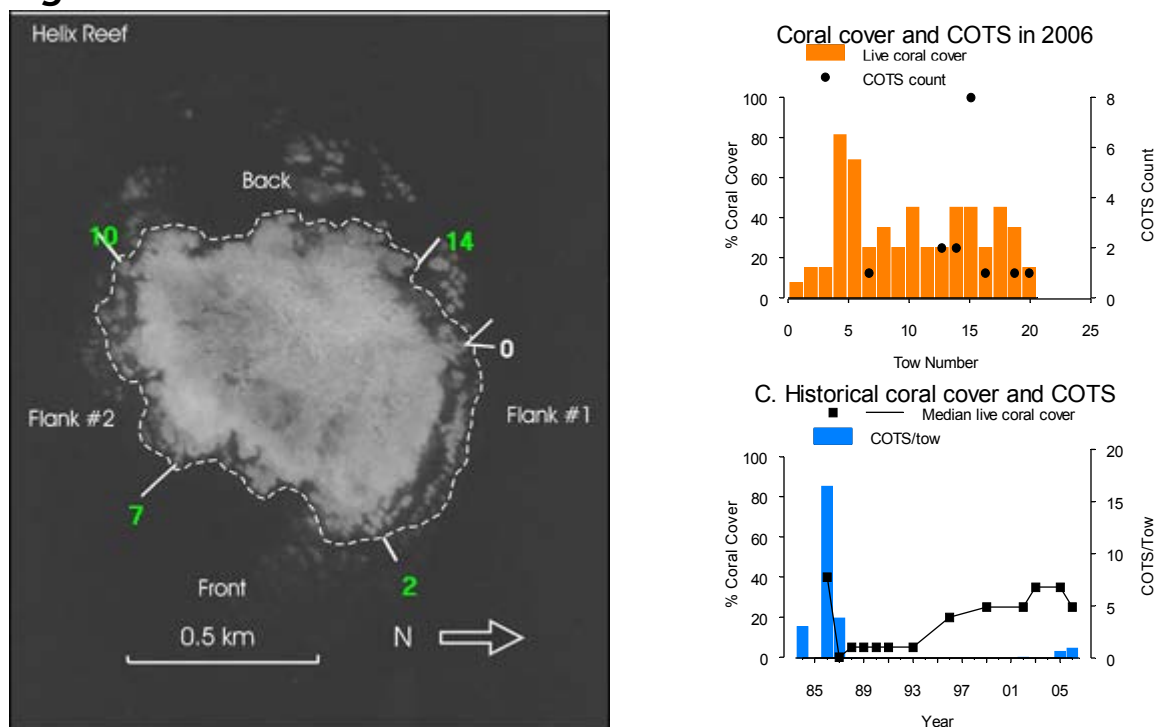 Helix Reef
Back
10
14
0
Flank #2
Flank #1
7
2
Front
0.5 km
N
Coral cover and COTS in 2006
Live coral cover
COTS count
100
80
60
40
20
0
% Coral Cover
8
6
4
2
0
COTS Count
0 5 10 15 20 25
Tow Number
C. Historical coral cover and COTS
Median live coral cover
COTS/tow
100
80
60
40
20
0
% Coral Cover
20
15
10
5
0
COTS/Tow
85 89 93 97 01 05
Year